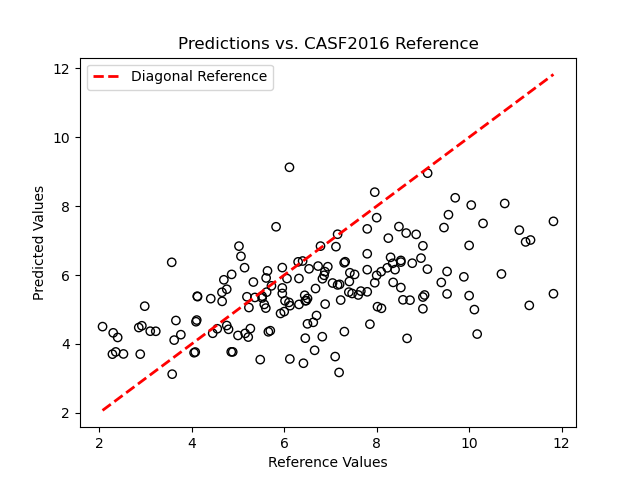 Predictions vs. CASF2016 Reference
Diagonal Reference
12
10
8
6
4
2
Predicted Values
2 4 6 8 10 12
Reference Values